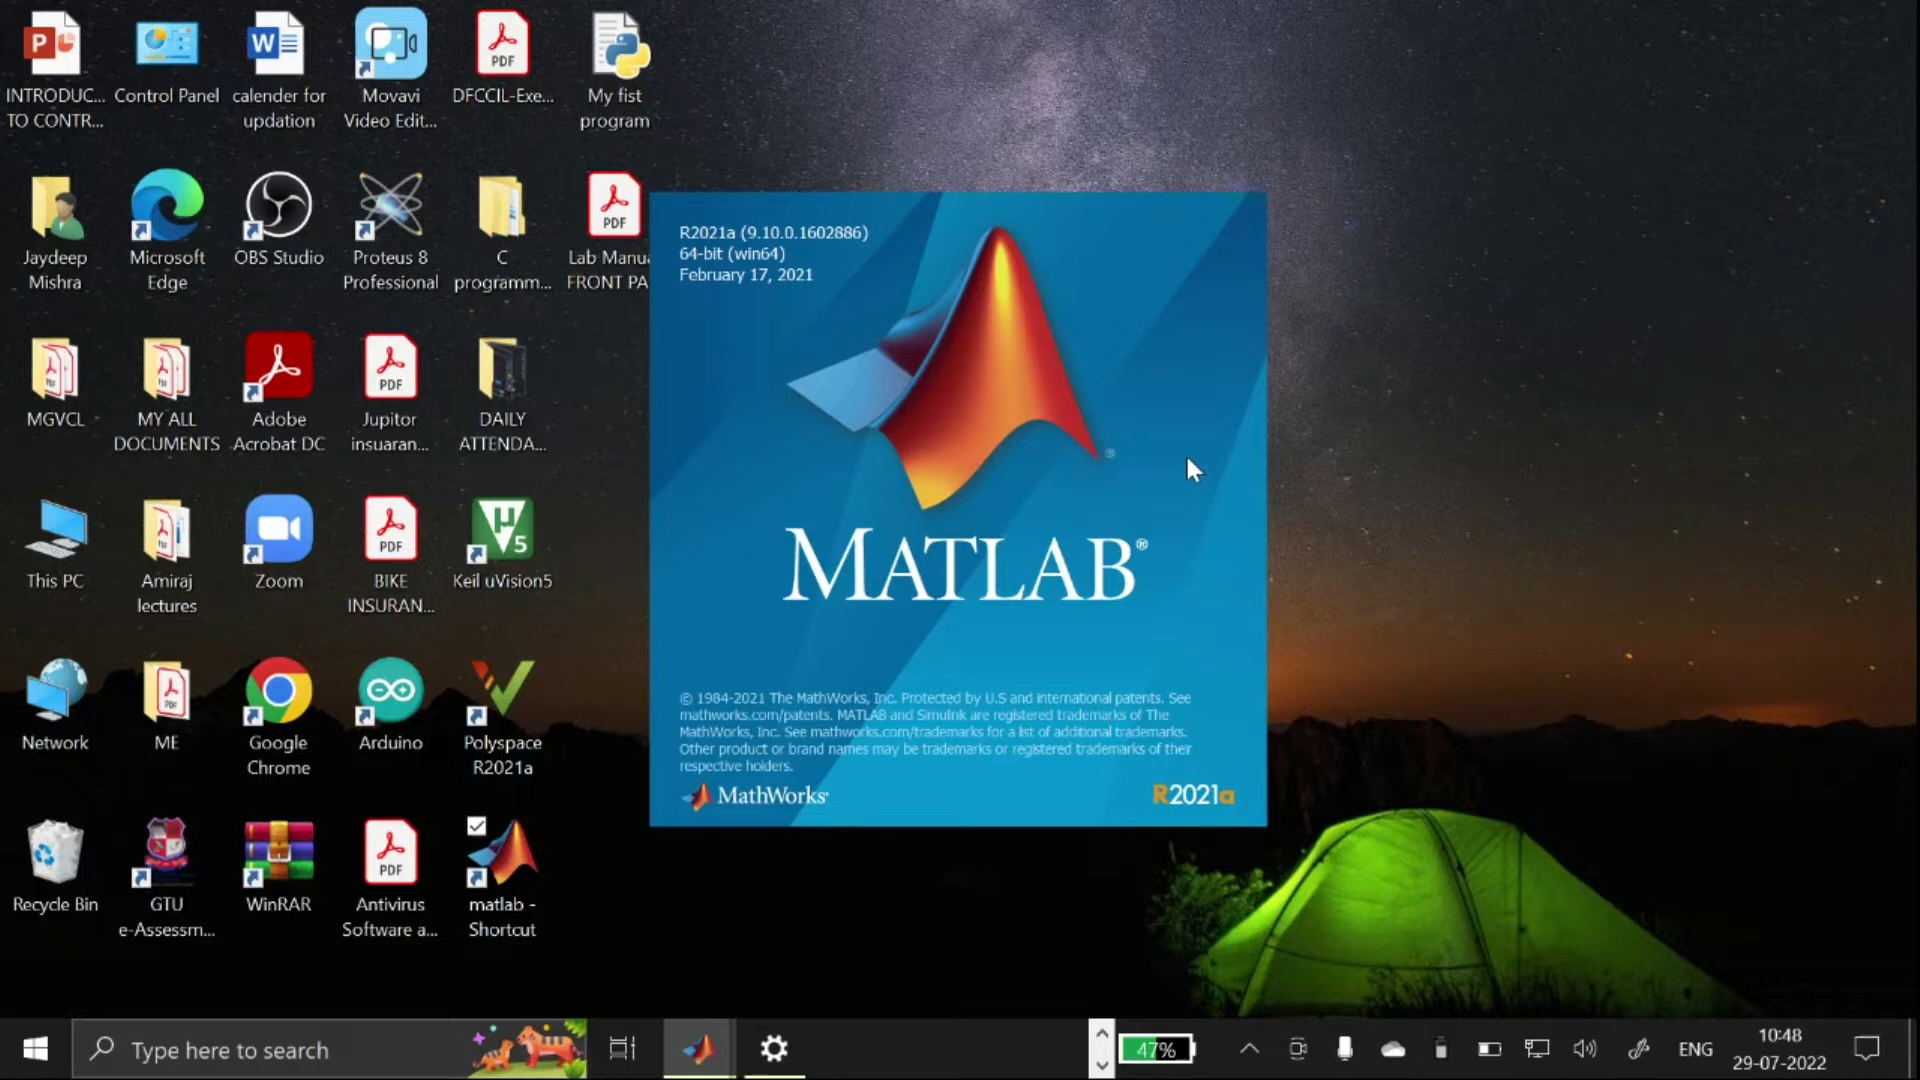 INTRODUC...
TO CONTR...
Control Panel
calender for
updation
Movavi
Video Edit...
DFCCIL-Exe...
My fist
program
Jaydeep
Mishra
Microsoft
Edge
OBS Studio
Proteus 8
Professional
C
programm...
Lab Manu
FRONT PA
MGVCL
MY ALL
DOCUMENTS
Adobe
Acrobat DC
Jupitor
insuaran...
DAILY
ATTENDA...
This PC
Amiraj
lectures
Zoom
BIKE
INSURAN...
Keil uVision5
Network
ME
Google
Chrome
Arduino
Polyspace
R2021a
Recycle Bin
GTU
e-Assessm...
WinRAR
Antivirus
Software a...
matlab -
Shortcut
R2021a (9.10.0.1602886)
64-bit (win64)
February 17, 2021
MATLAB®
© 1984-2021 The MathWorks, Inc. Protected by U.S and international patents. See
mathworks.com/patents. MATLAB and Simulink are registered trademarks of The
MathWorks, Inc. See mathworks.com/trademarks for a list of additional trademarks.
Other product or brand names may be trademarks or registered trademarks of their
respective holders.
MathWorks®
R2021a
Type here to search
47%
ENG
10:48
29-07-2022